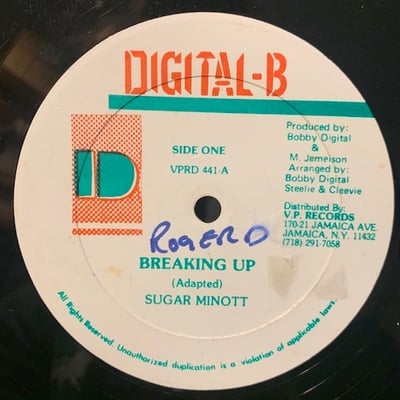 DIGITAL-B
Produced by:
Bobby Digital
&
M. Jemeison
Arranged by:
Bobby Digital
Steelie & Cleevie
SIDE ONE
VPRD 441-A
D
Distributed By:
V.P. RECORDS
170-21 JAMAICA AVE.
JAMAICA, N.Y. 11432
(718) 291-7058
ROGER D
BREAKING UP
(Adapted)
SUGAR MINOTT
All Rights Reserved. Unauthorized duplication is a violation of applicable laws.